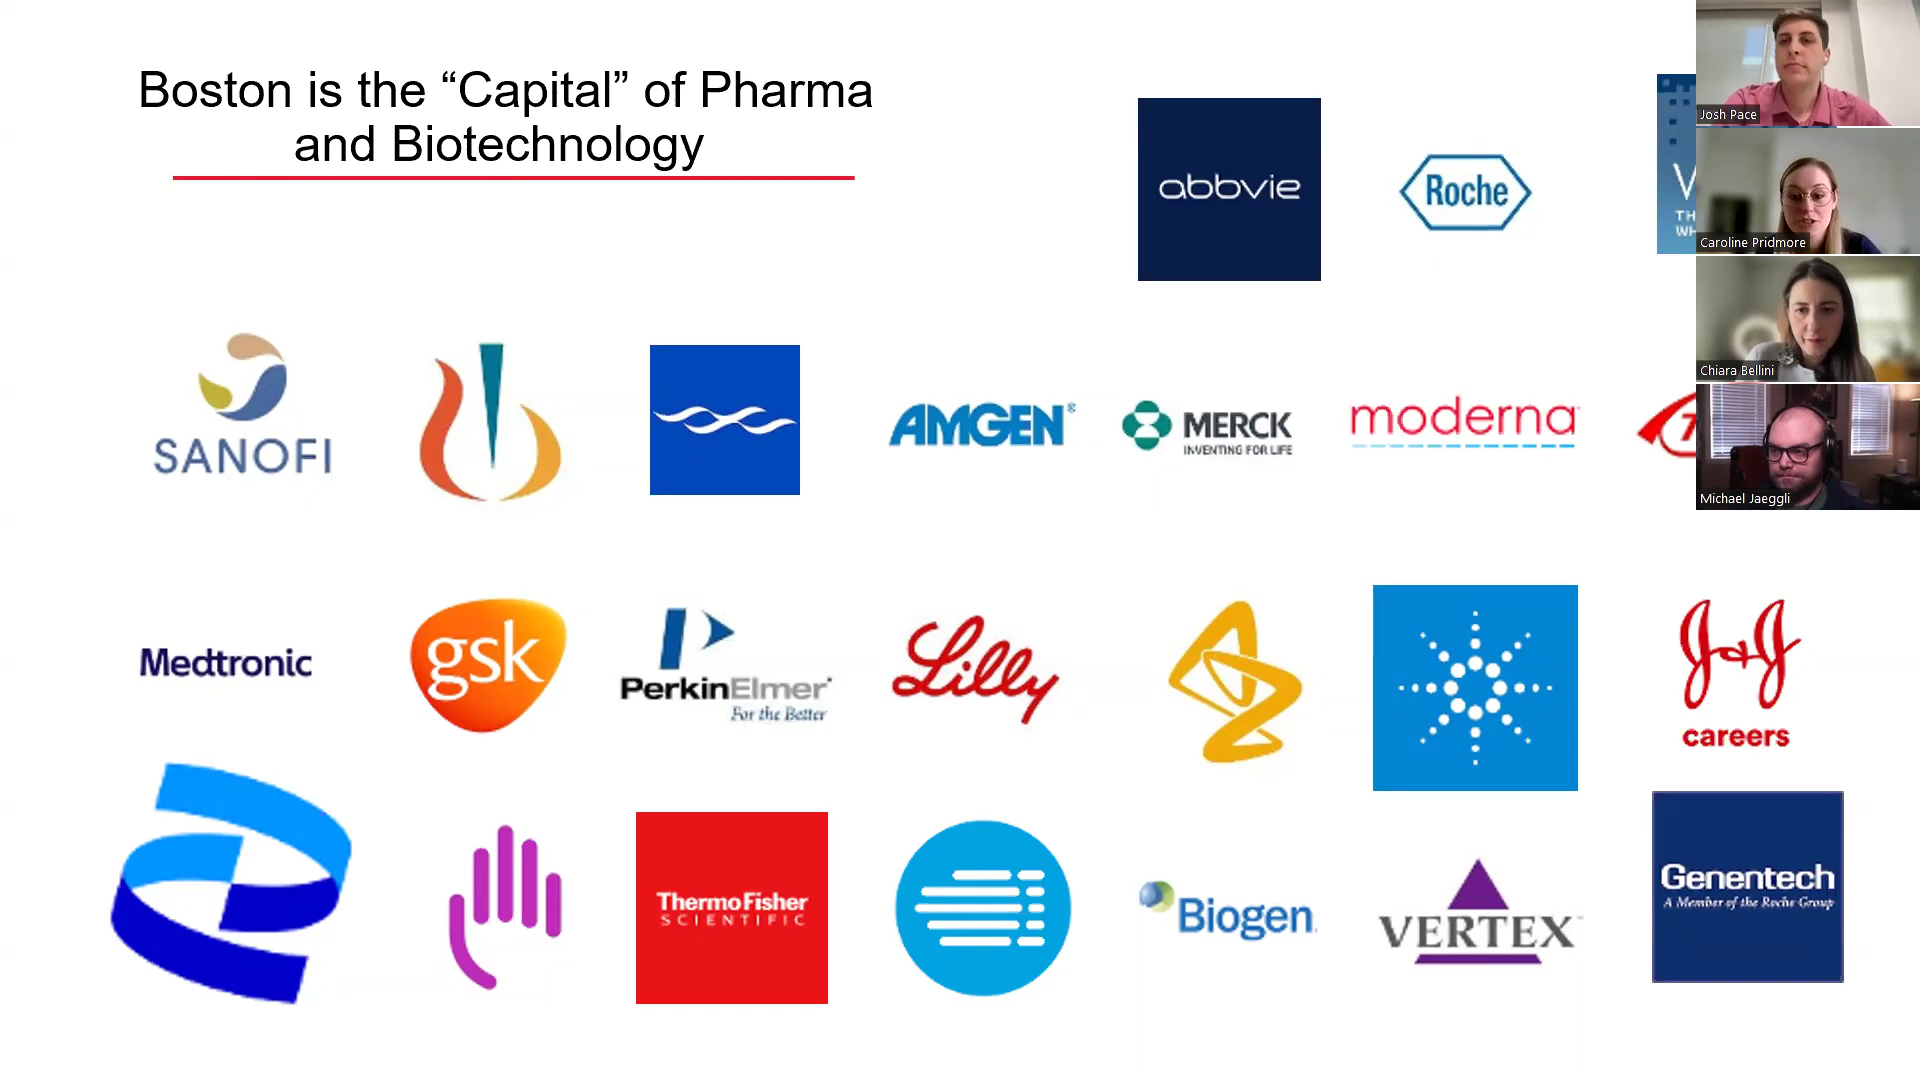 Boston is the “Capital” of Pharma
and Biotechnology
abbvie
Roche
Josh Pace
Caroline Pridmore
Chiara Bellini
Michael Jaeggli
SANOFI
AMGEN®
MERCK
INVENTING FOR LIFE
moderna
Medtronic
gsk
PerkinElmer
For the Better
Lilly
J&J
careers
ThermoFisher
SCIENTIFIC
Biogen
VERTEX
Genentech
A Member of the Roche Group